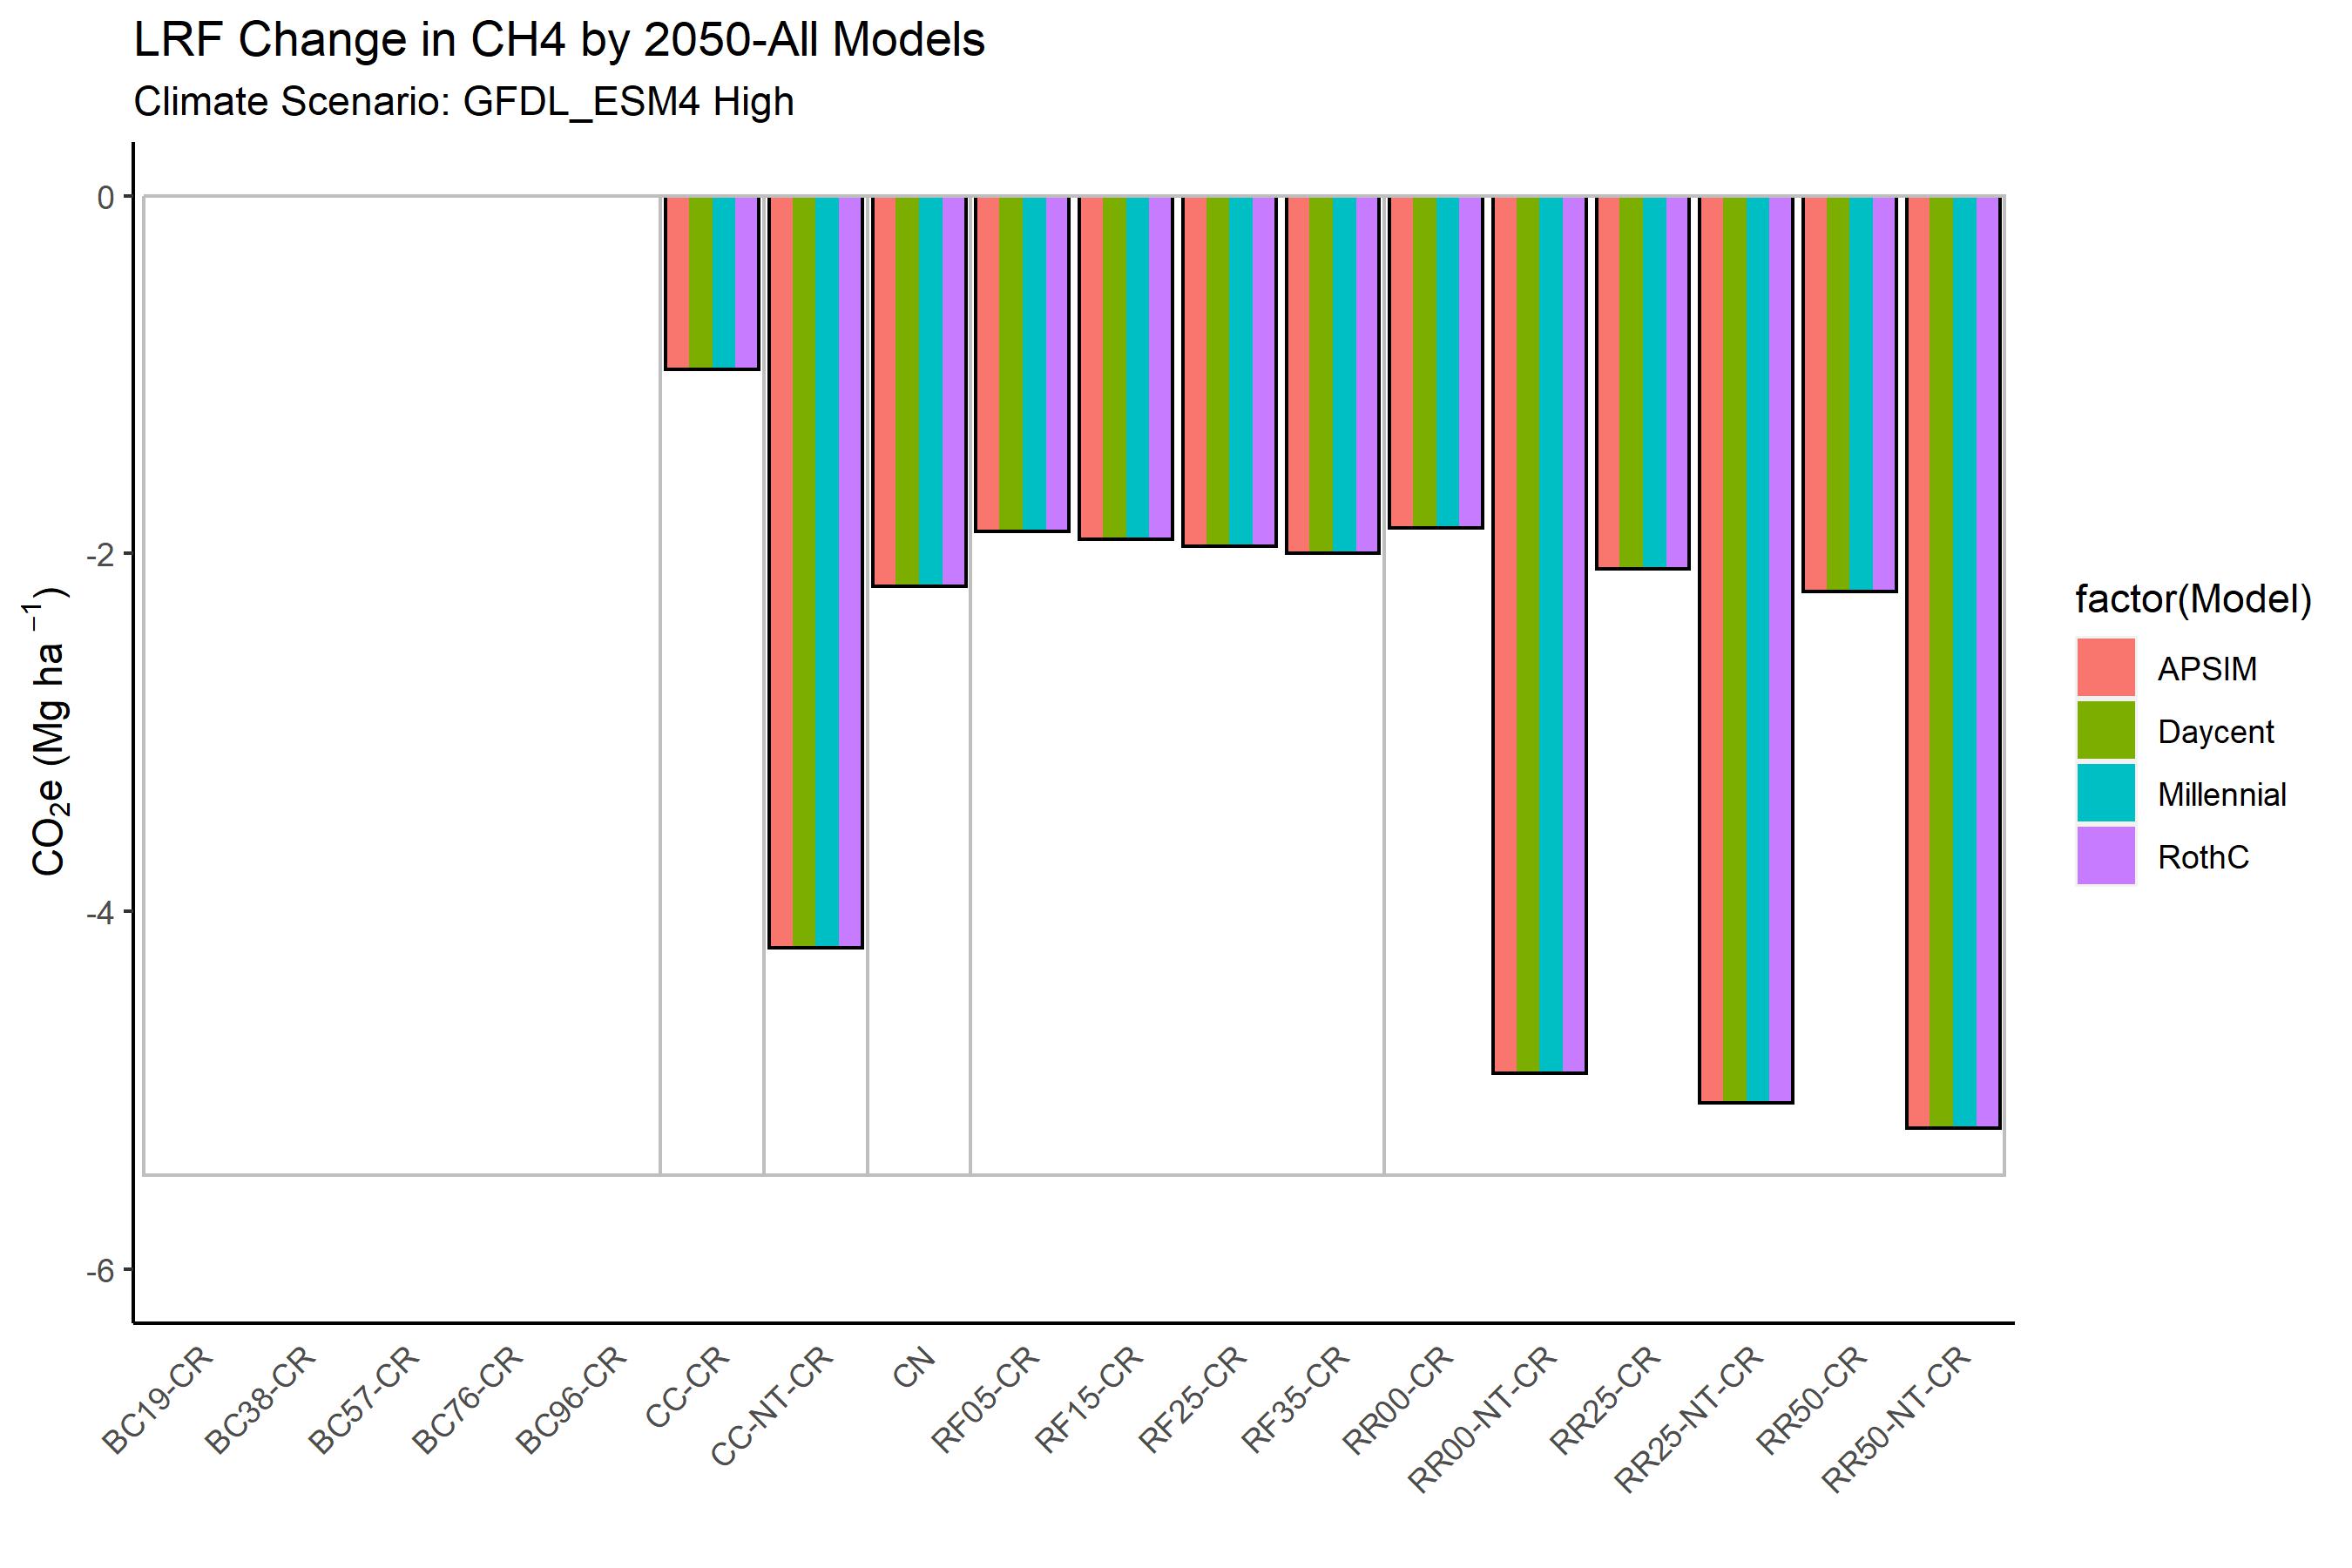 LRF Change in CH4 by 2050-All Models
Climate Scenario: GFDL_ESM4 High
CO₂e (Mg ha ⁻¹)
0
-2
-4
-6
BC19-CR
BC38-CR
BC57-CR
BC76-CR
BC96-CR
CC-CR
CC-NT-CR
CN
RF05-CR
RF15-CR
RF25-CR
RF35-CR
RR00-CR
RR00-NT-CR
RR25-CR
RR25-NT-CR
RR50-CR
RR50-NT-CR
factor(Model)
APSIM
Daycent
Millennial
RothC